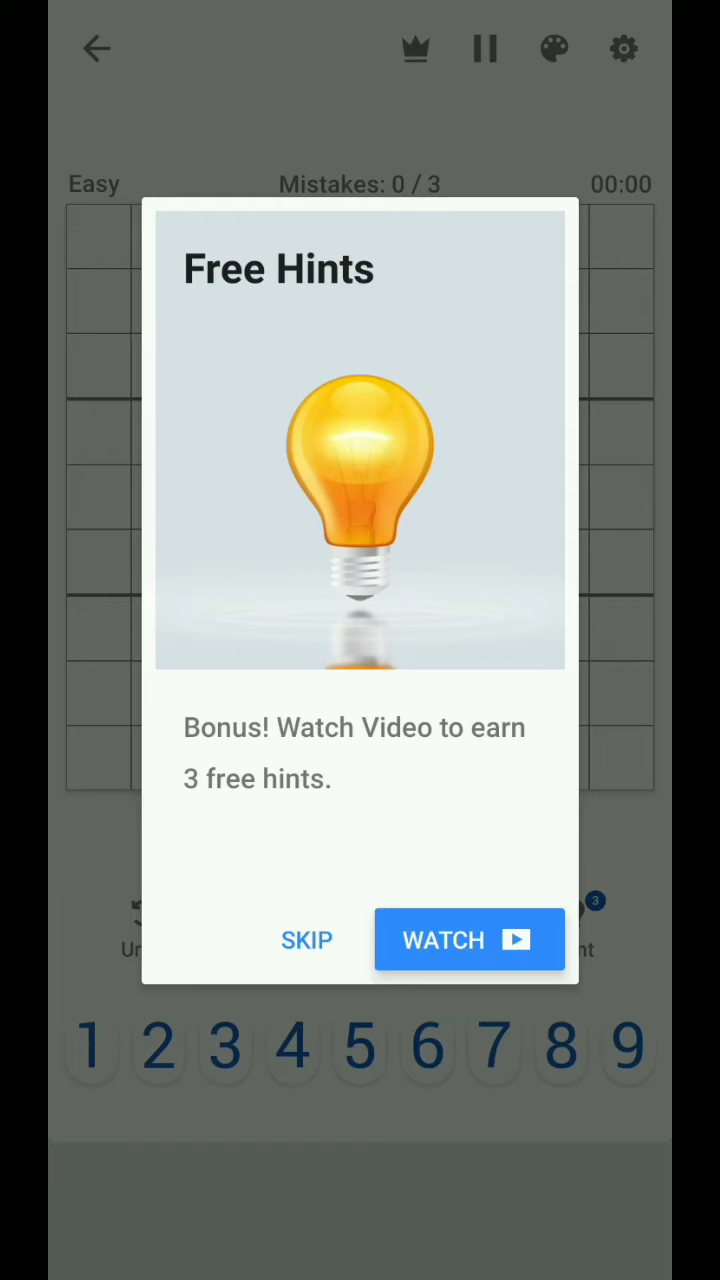 Easy
Mistakes: 0 / 3
00:00
Free Hints
Bonus! Watch Video to earn
3 free hints.
3
SKIP
WATCH
1 2 3 4 5 6 7 8 9